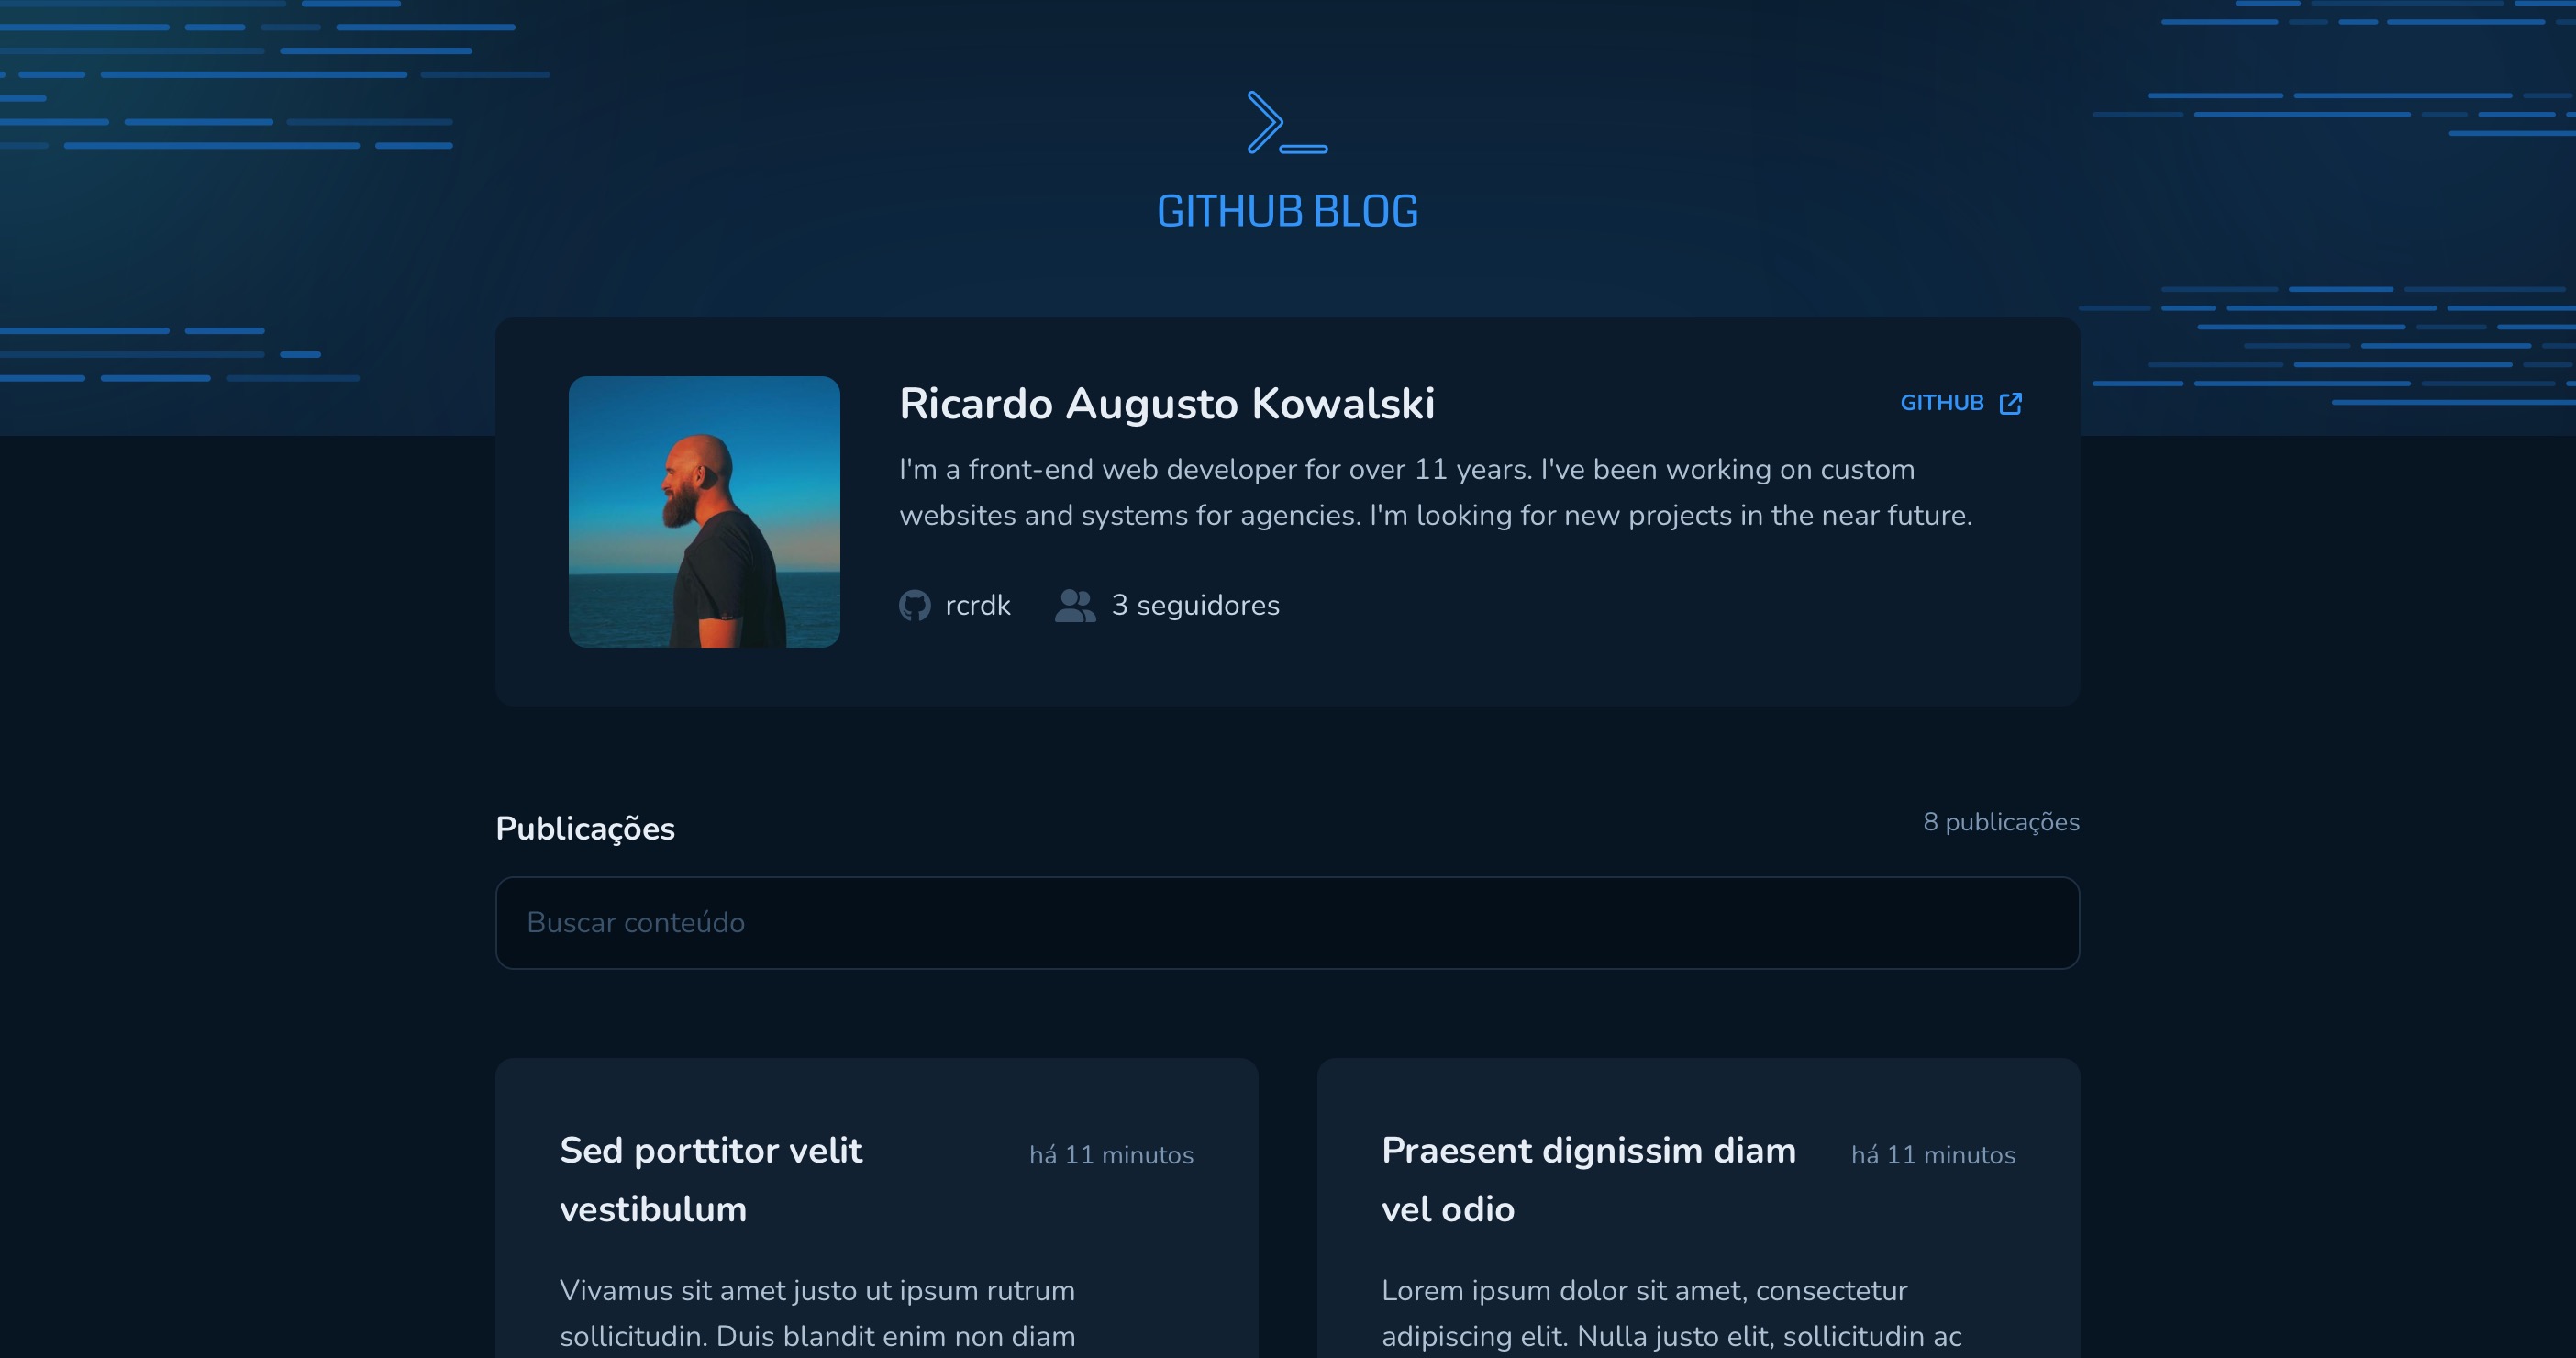 GITHUB BLOG
Ricardo Augusto Kowalski
GITHUB
I'm a front-end web developer for over 11 years. I've been working on custom
websites and systems for agencies. I'm looking for new projects in the near future.
rcrdk
3 seguidores
Publicações
8 publicações
Buscar conteúdo
Sed porttitor velit
vestibulum
há 11 minutos
Vivamus sit amet justo ut ipsum rutrum
sollicitudin. Duis blandit enim non diam
Praesent dignissim diam
vel odio
há 11 minutos
Lorem ipsum dolor sit amet, consectetur
adipiscing elit. Nulla justo elit, sollicitudin ac